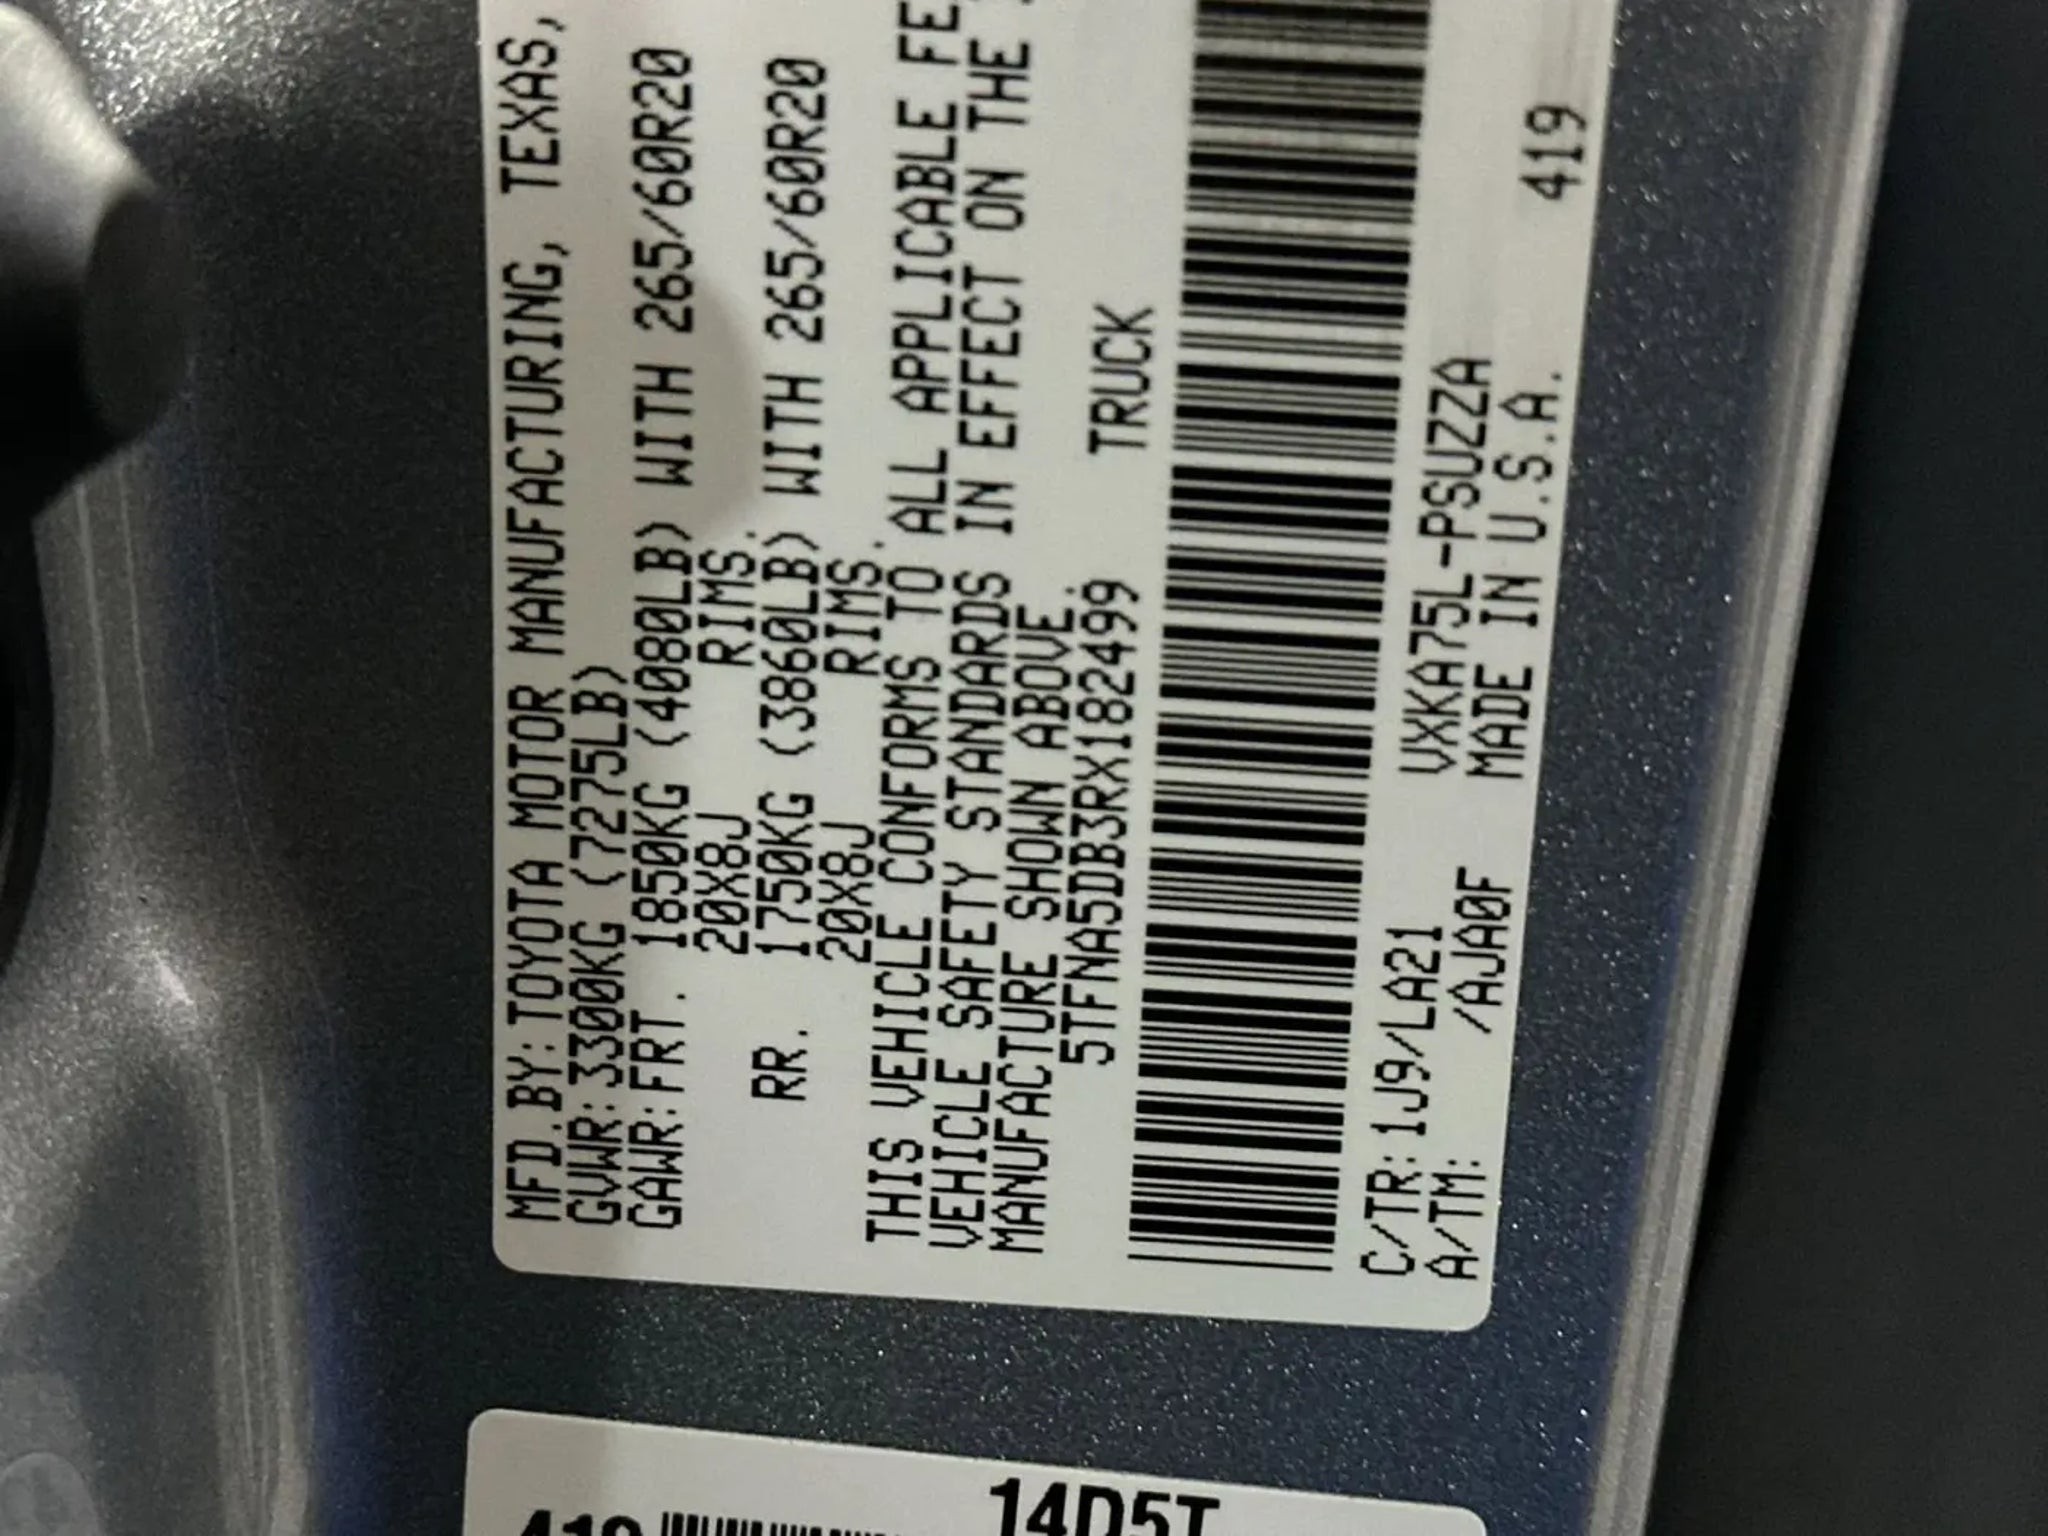 MFD.BY:TOYOTA MOTOR MANUFACTURING, TEXAS,
GVWR:3300KG (7275LB)
GAWR:FRT. 1850KG (4080LB) WITH 265/60R20
20X8J RIMS.
RR. 1750KG (3860LB) WITH 265/60R20
20X8J RIMS.
THIS VEHICLE CONFORMS TO ALL APPLICABLE
VEHICLE SAFETY STANDARDS IN EFFECT ON THE
MANUFACTURE SHOWN ABOVE.
5TFNA5DB3RX182499 TRUCK
C/TR:1J9/LA21 VXKA75L-PSUZZA
A/TM: /AJA0F MADE IN U.S.A. 419
419 14D5T